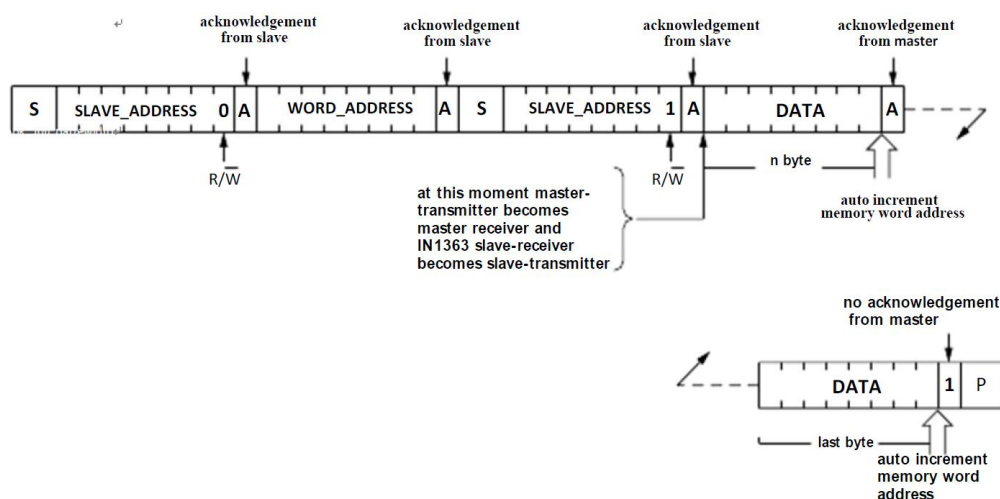 acknowledgement
from slave
acknowledgement
from slave
acknowledgement
from slave
acknowledgement
from master
S SLAVE_ADDRESS 0 A WORD_ADDRESS A S SLAVE_ADDRESS 1 A DATA A
R/W̅
R/W̅
n byte
auto increment
memory word address
at this moment master-
transmitter becomes
master receiver and
IN1363 slave-receiver
becomes slave-transmitter
no acknowledgement
from master
DATA 1 P
last byte
auto increment
memory word
address